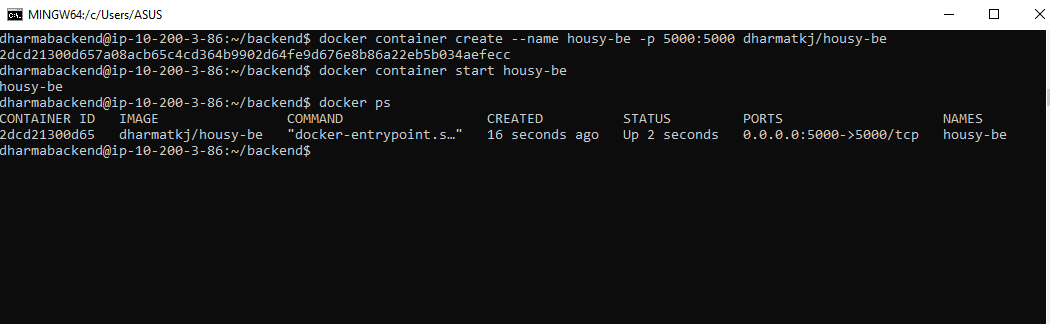 MINGW64:/c/Users/ASUS
dharmabackend@ip-10-200-3-86:~/backend$ docker container create --name housy-be -p 5000:5000 dharmatkj/housy-be
2dcd21300d657a08acb65c4cd364b9902d64fe9d676e8b86a22eb5b034aefecc
dharmabackend@ip-10-200-3-86:~/backend$ docker container start housy-be
housy-be
dharmabackend@ip-10-200-3-86:~/backend$ docker ps
CONTAINER ID   IMAGE                COMMAND                  CREATED          STATUS         PORTS                    NAMES
2dcd21300d65   dharmatkj/housy-be   "docker-entrypoint.s…"   16 seconds ago   Up 2 seconds   0.0.0.0:5000->5000/tcp   housy-be
dharmabackend@ip-10-200-3-86:~/backend$